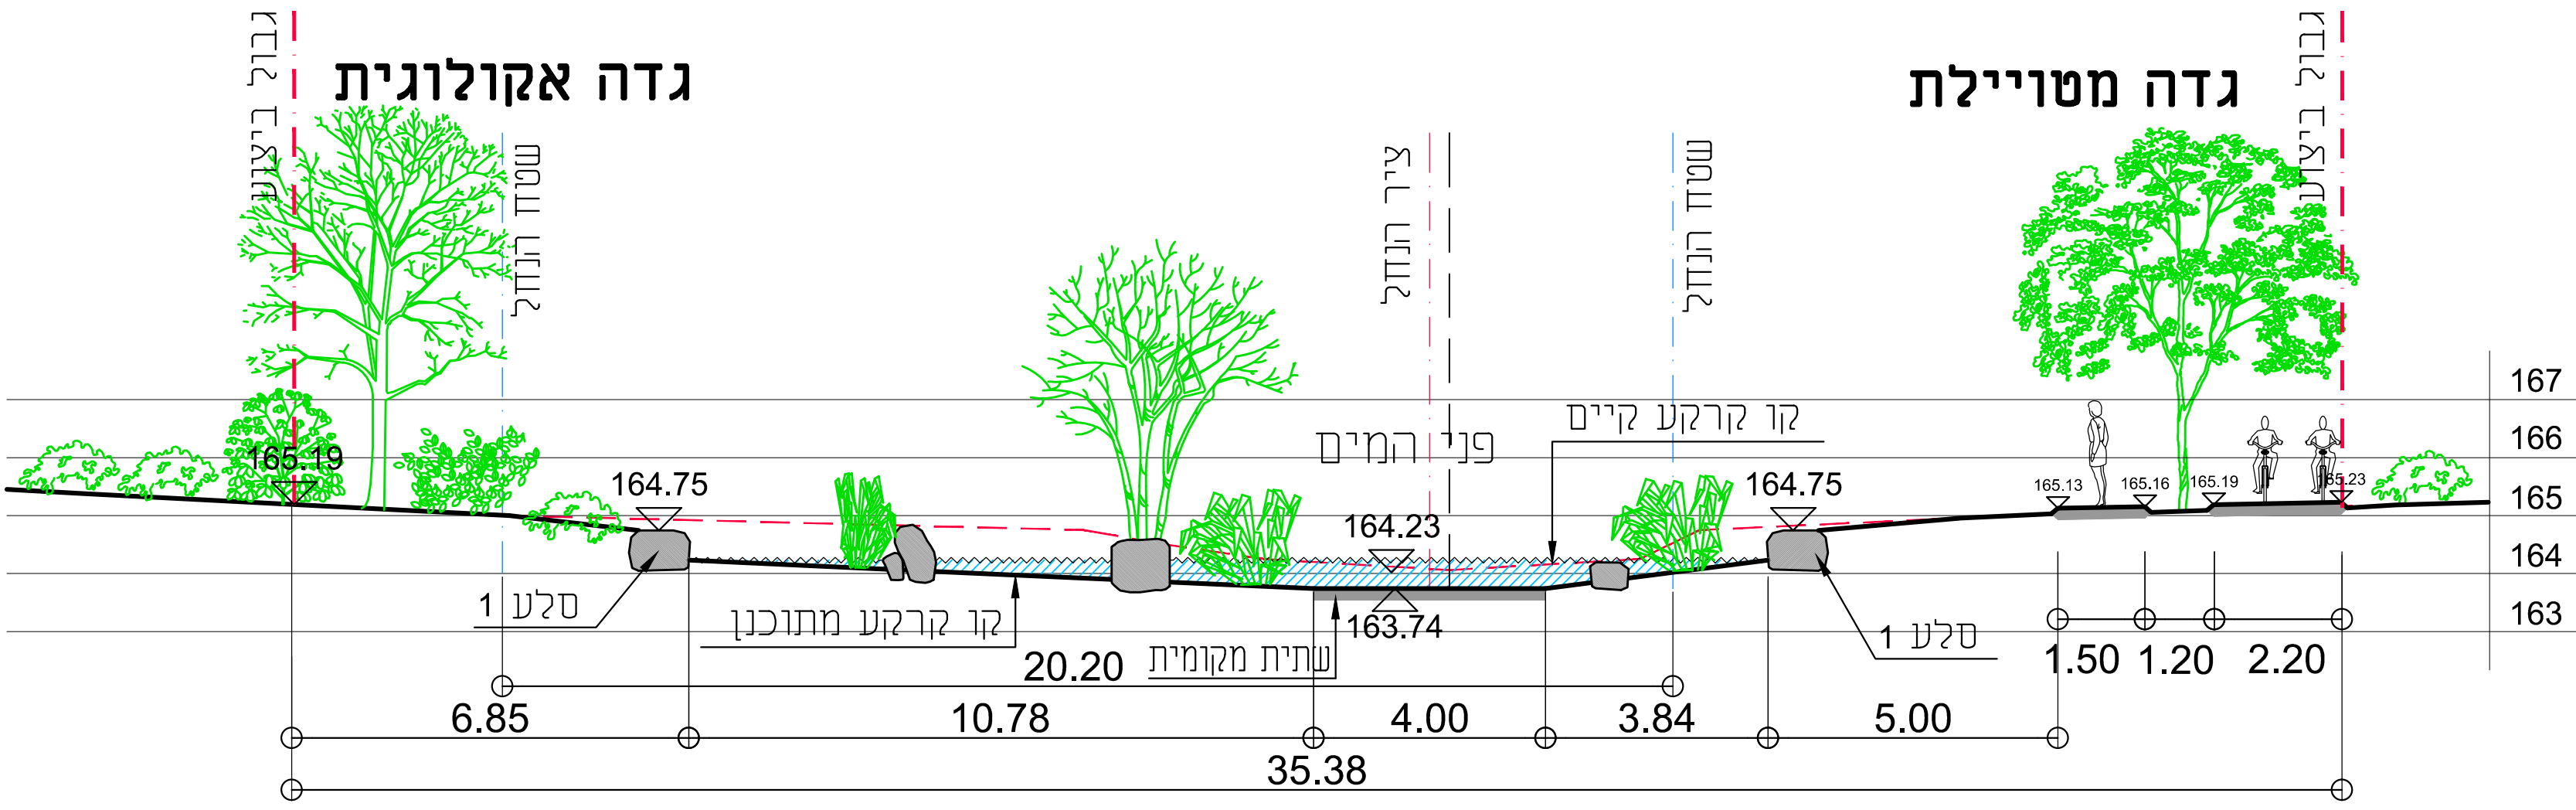 גבול ביצוע
גדה אקולוגית
שטח הנחל
ציר הנחל
שטח הנחל
גדה מטויילת
גבול ביצוע
167
קו קרקע קיים
פני המים
166
165.19
164.75
164.75
165.13
165.16
165.19
165.23
165
164.23
164
סלע 1
קו קרקע מתוכנן
163.74
סלע 1
163
20.20
שתית מקומית
1.50
1.20
2.20
6.85
10.78
4.00
3.84
5.00
35.38